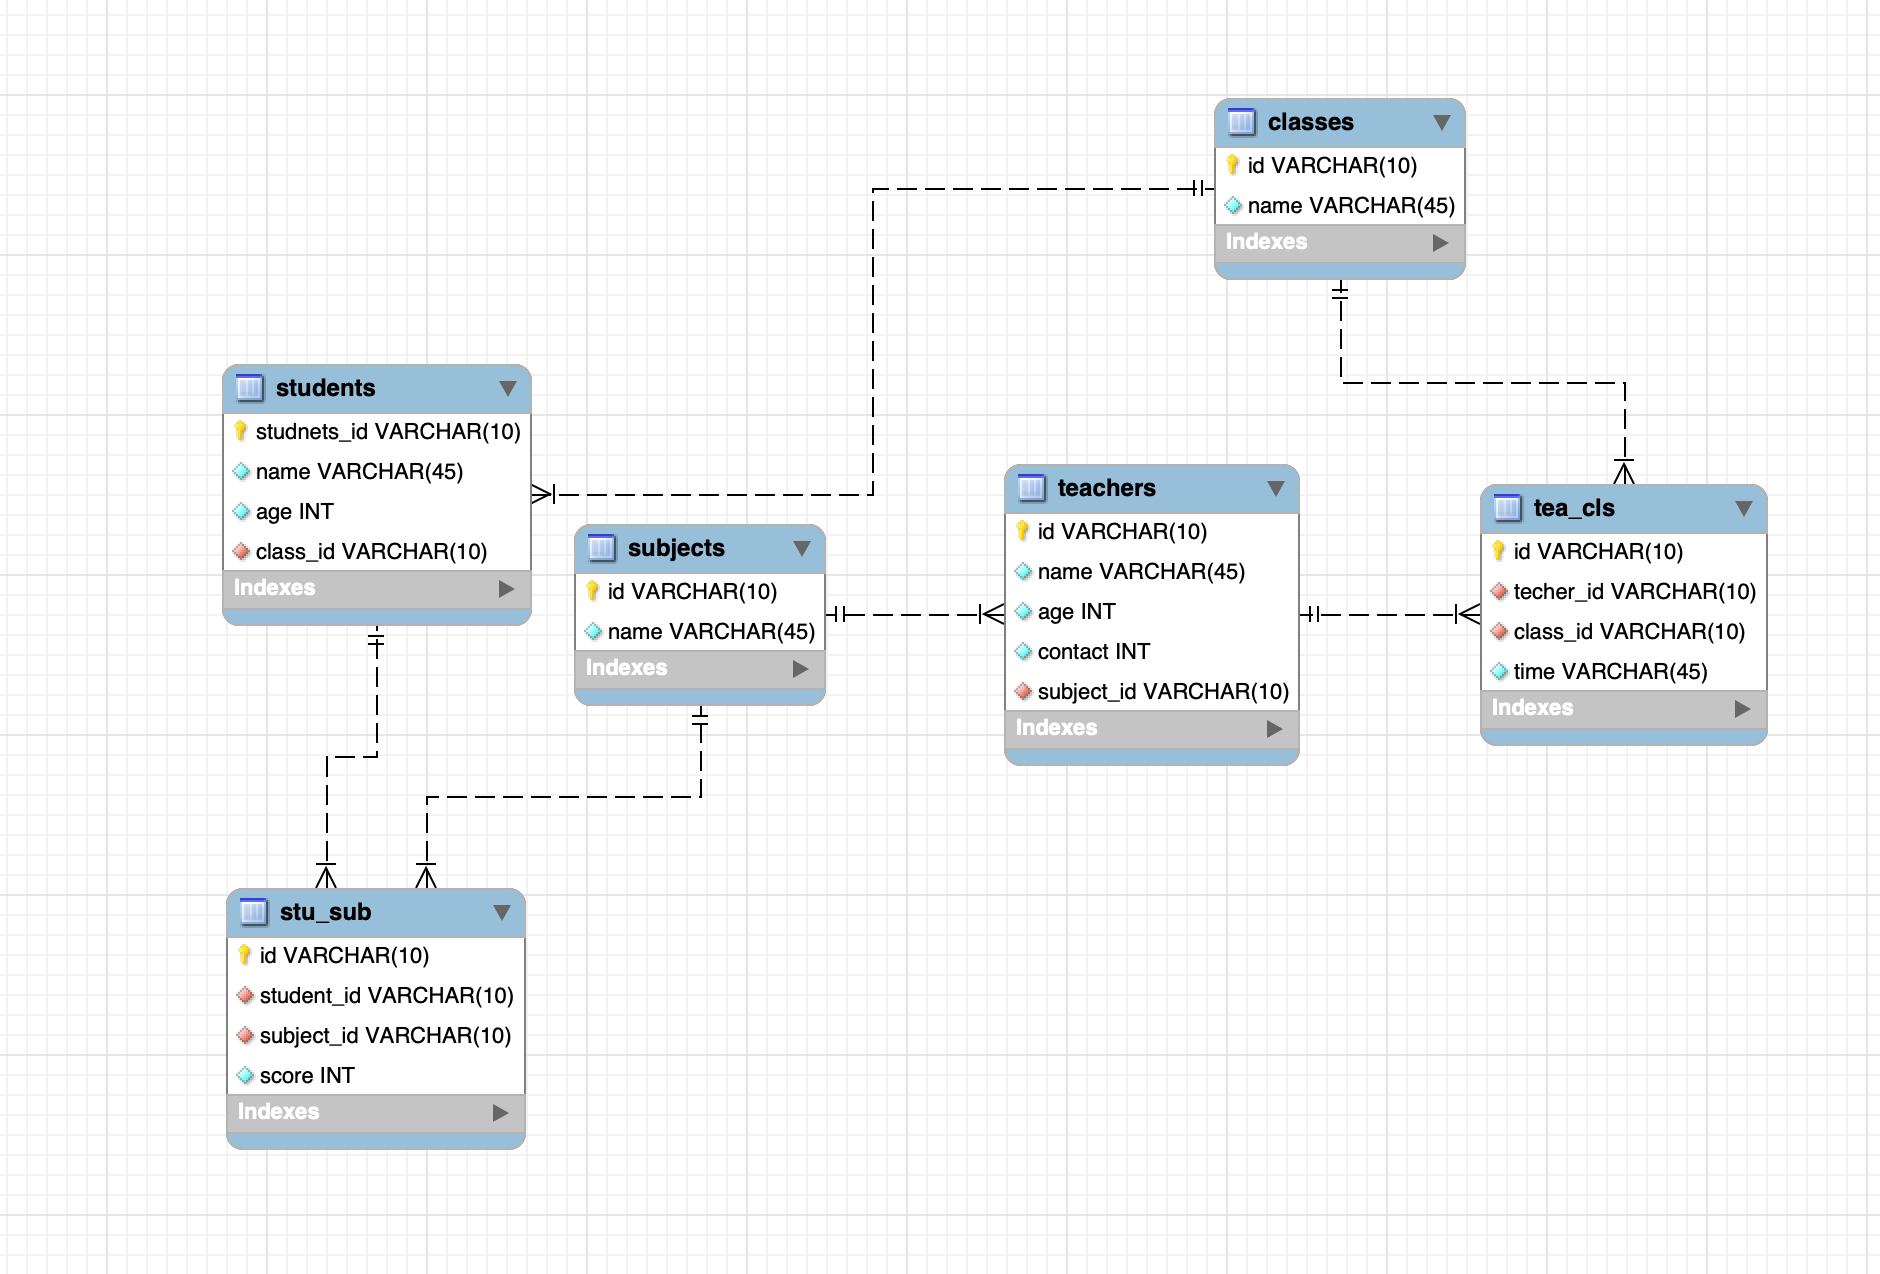 classes
id VARCHAR(10)
name VARCHAR(45)
Indexes
students
studnets_id VARCHAR(10)
name VARCHAR(45)
age INT
class_id VARCHAR(10)
Indexes
subjects
id VARCHAR(10)
name VARCHAR(45)
Indexes
teachers
id VARCHAR(10)
name VARCHAR(45)
age INT
contact INT
subject_id VARCHAR(10)
Indexes
tea_cls
id VARCHAR(10)
techer_id VARCHAR(10)
class_id VARCHAR(10)
time VARCHAR(45)
Indexes
stu_sub
id VARCHAR(10)
student_id VARCHAR(10)
subject_id VARCHAR(10)
score INT
Indexes